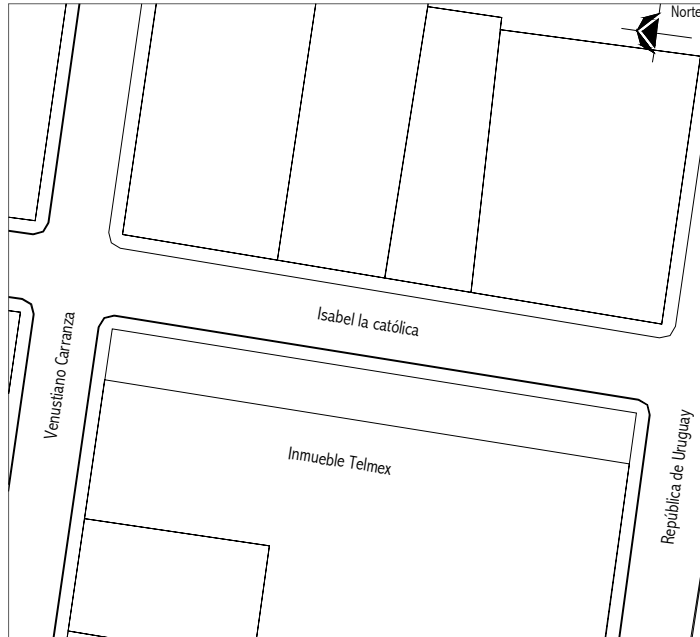 Norte
Isabel la católica
Venustiano Carranza
República de Uruguay
Inmueble Telmex